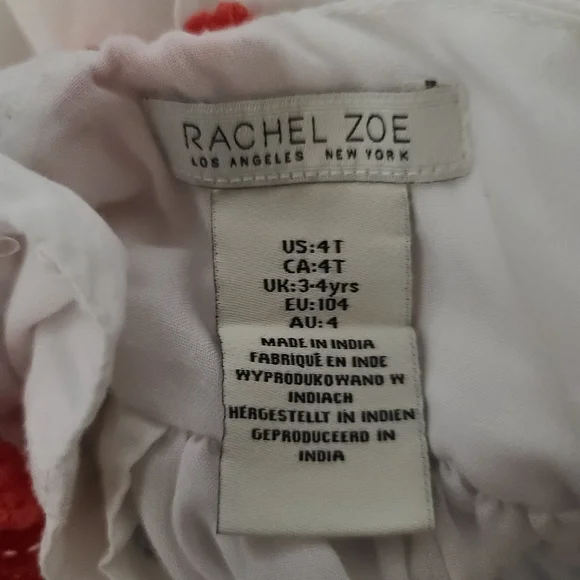 RACHEL ZOE
LOS ANGELES NEW YORK
US:4T
CA:4T
UK:3-4yrs
EU:104
AU:4
MADE IN INDIA
FABRIQUÉ EN INDE
WYPRODUKOWANO W
INDIACH
HERGESTELLT IN INDIEN
GEPRODUCEERD IN
INDIA